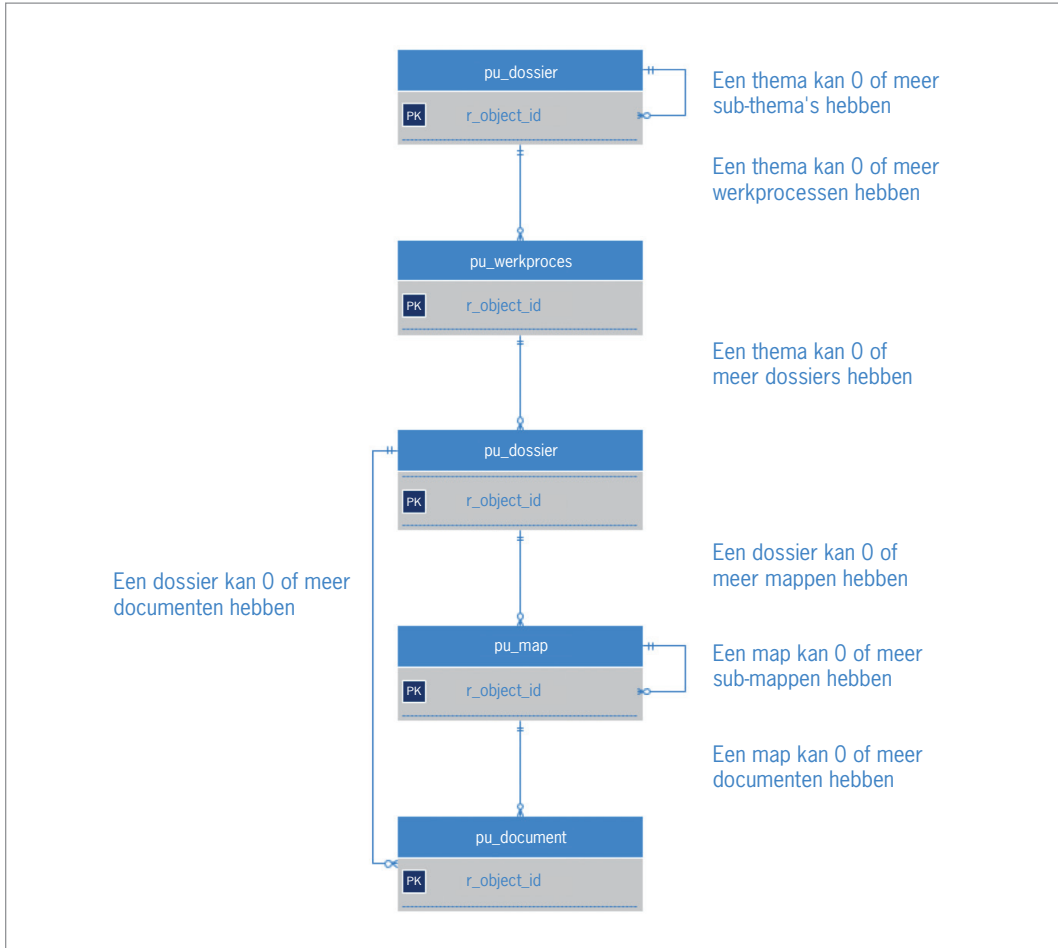 pu_dossier
PK r_object_id
Een thema kan 0 of meer
sub-thema's hebben
Een thema kan 0 of meer
werkprocessen hebben
pu_werkproces
PK r_object_id
Een thema kan 0 of
meer dossiers hebben
pu_dossier
PK r_object_id
Een dossier kan 0 of meer
documenten hebben
Een dossier kan 0 of
meer mappen hebben
pu_map
PK r_object_id
Een map kan 0 of meer
sub-mappen hebben
Een map kan 0 of meer
documenten hebben
pu_document
PK r_object_id